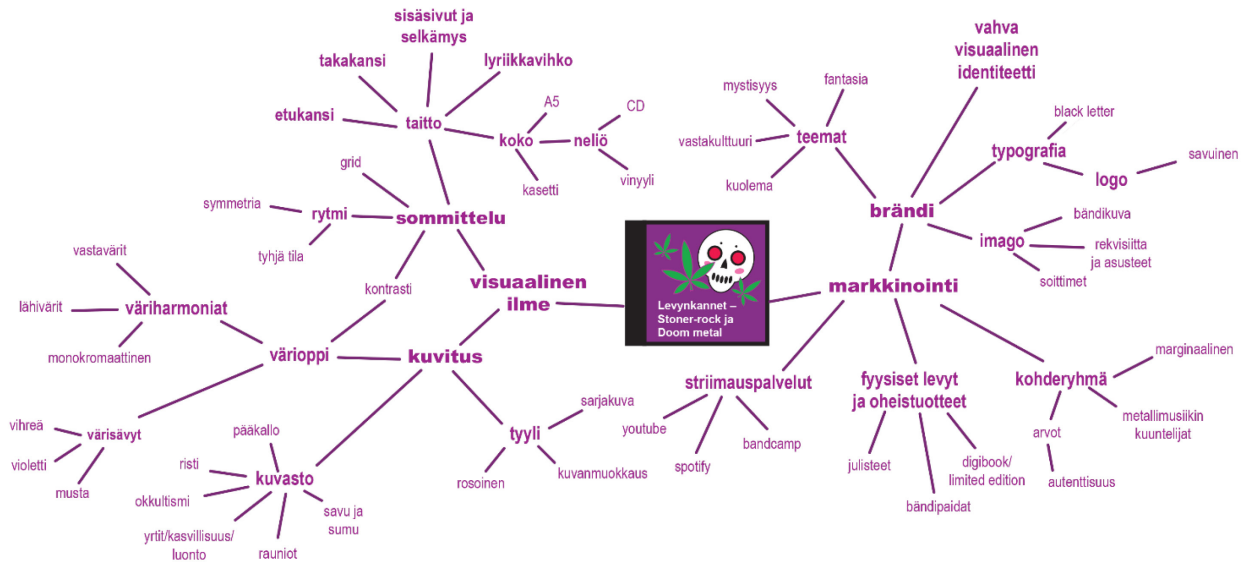 sisäsivut ja
selkämys
takakansi
lyriikkavihko
etukansi
taitto
A5
CD
koko
neliö
kasetti
vinyyli
grid
symmetria
rytmi
sommittelu
tyhjä tila
vastavärit
kontrasti
visuaalinen
ilme
lähivärit
väriharmoniat
monokromaattinen
värioppi
kuvitus
vihreä
värisävyt
violetti
musta
pääkallo
risti
kuvasto
okkultismi
savu ja
sumu
yrtit/kasvillisuus/
luonto
rauniot
tyyli
sarjakuva
rosoinen
kuvanmuokkaus
Levynkannet –
Stoner-rock ja
Doom metal
vahva
visuaalinen
identiteetti
mystisyys
fantasia
teemat
vastakulttuuri
kuolema
black letter
typografia
savuinen
logo
brändi
bändikuva
imago
rekvisiitta
ja asusteet
soittimet
markkinointi
striimauspalvelut
youtube
spotify
bandcamp
fyysiset levyt
ja oheistuotteet
julisteet
bändipaidat
digibook/
limited edition
kohderyhmä
marginaalinen
metallimusiikin
kuuntelijat
arvot
autenttisuus